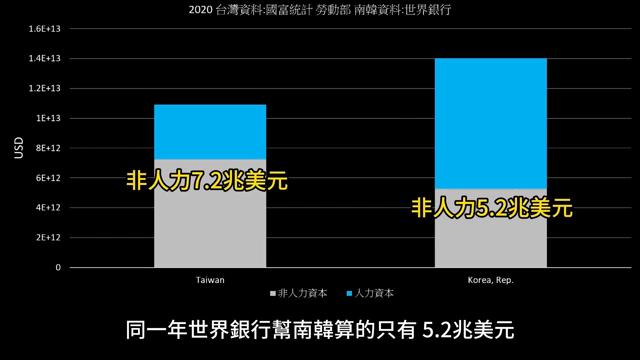 2020 台灣資料:國富統計 勞動部 南韓資料:世界銀行
1.6E+13
1.4E+13
1.2E+13
1E+13
8E+12
6E+12
4E+12
2E+12
0
USD
非人力7.2兆美元
非人力5.2兆美元
Taiwan
Korea, Rep.
非人力資本
人力資本
同一年世界銀行幫南韓算的只有 5.2兆美元